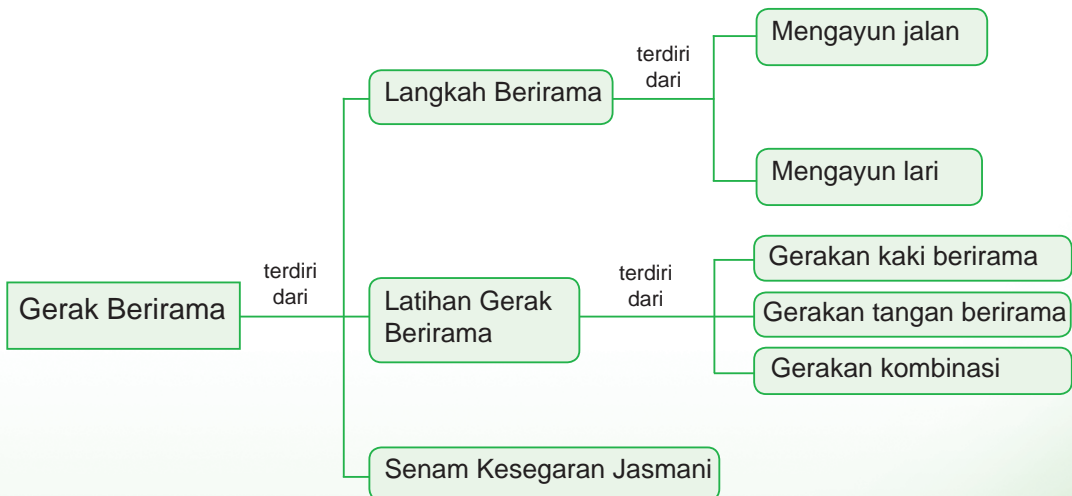 Gerak Berirama
terdiri
dari
Langkah Berirama
terdiri
dari
Mengayun jalan
Mengayun lari
Latihan Gerak
Berirama
terdiri
dari
Gerakan kaki berirama
Gerakan tangan berirama
Gerakan kombinasi
Senam Kesegaran Jasmani